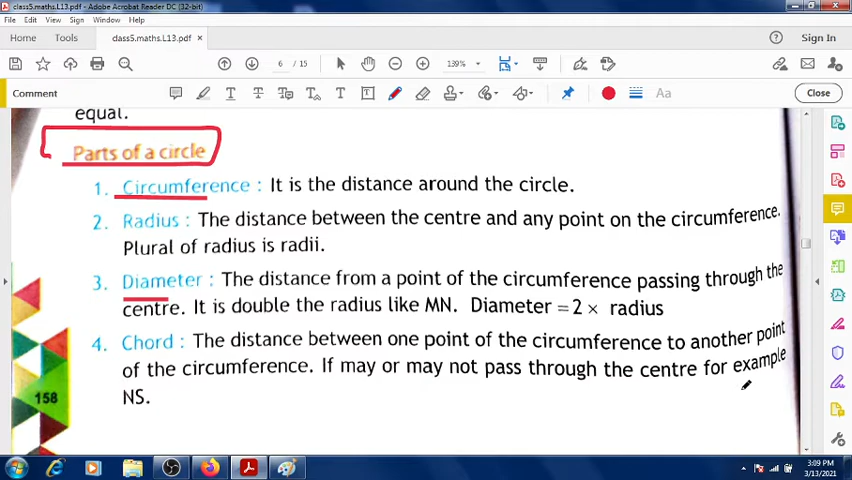 class5.maths.L13.pdf - Adobe Acrobat Reader DC (32-bit)
File Edit View Sign Window Help
Home Tools class5.maths.L13.pdf × Sign In
6 / 15 139%
Comment Aa Close
equal.
Parts of a circle
1. Circumference : It is the distance around the circle.
2. Radius : The distance between the centre and any point on the circumference.
Plural of radius is radii.
3. Diameter : The distance from a point of the circumference passing through the
centre. It is double the radius like MN. Diameter = 2 × radius
4. Chord : The distance between one point of the circumference to another point
of the circumference. If may or may not pass through the centre for example
158
NS.
3:09 PM
3/13/2021